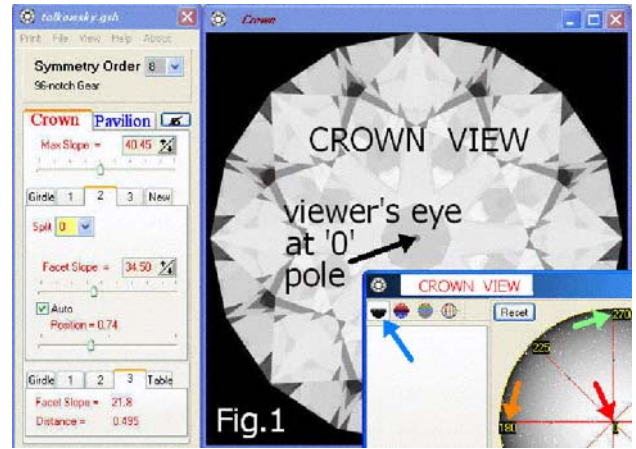 tolkowsky.gsh
Print File View Help About
Symmetry Order 8
96-notch Gear
Crown Pavilion
Max Slope = 40.45
Girdle 1 2 3 New
Split 0
Facet Slope = 34.50
Auto
Position = 0.74
Girdle 1 2 3 Table
Facet Slope = 21.8
Distance = 0.495
Crown
CROWN VIEW
viewer's eye
at '0'
pole
Fig.1
CROWN VIEW
Reset
270
225
180